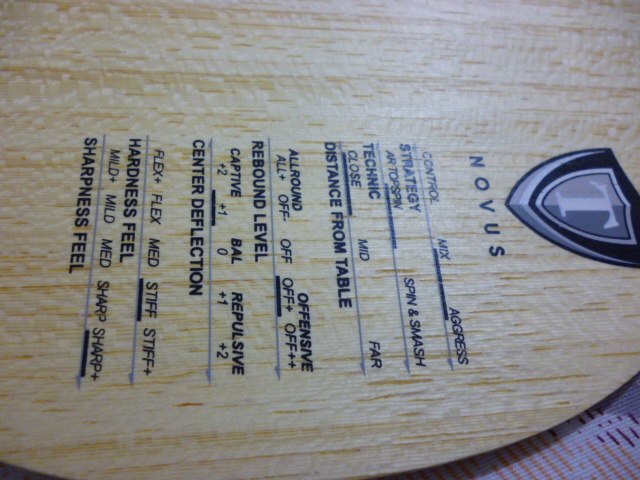 T
NOVUS
CONTROL MIX AGGRESS
STRATEGY
AR TOPSPIN SPIN & SMASH
TECHNIC
CLOSE MID FAR
DISTANCE FROM TABLE
ALLROUND OFFENSIVE
ALL+ OFF- OFF OFF+ OFF++
REBOUND LEVEL
CAPTIVE BAL REPULSIVE
+2 +1 0 +1 +2
CENTER DEFLECTION
FLEX+ FLEX MED STIFF STIFF+
HARDNESS FEEL
MILD+ MILD MED SHARP SHARP+
SHARPNESS FEEL